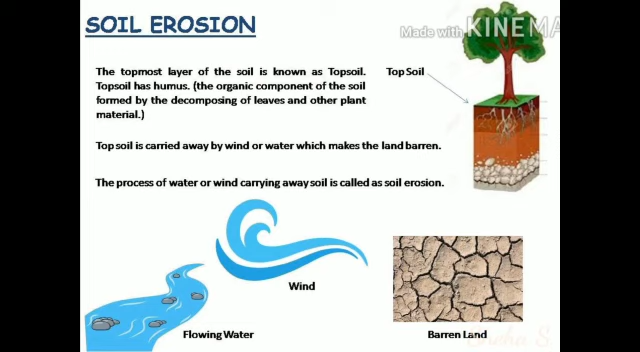 SOIL EROSION
Made with KINEMA
The topmost layer of the soil is known as Topsoil.
Topsoil has humus. (the organic component of the soil
formed by the decomposing of leaves and other plant
material.)
Top Soil
Top soil is carried away by wind or water which makes the land barren.
The process of water or wind carrying away soil is called as soil erosion.
Wind
Flowing Water
Barren Land